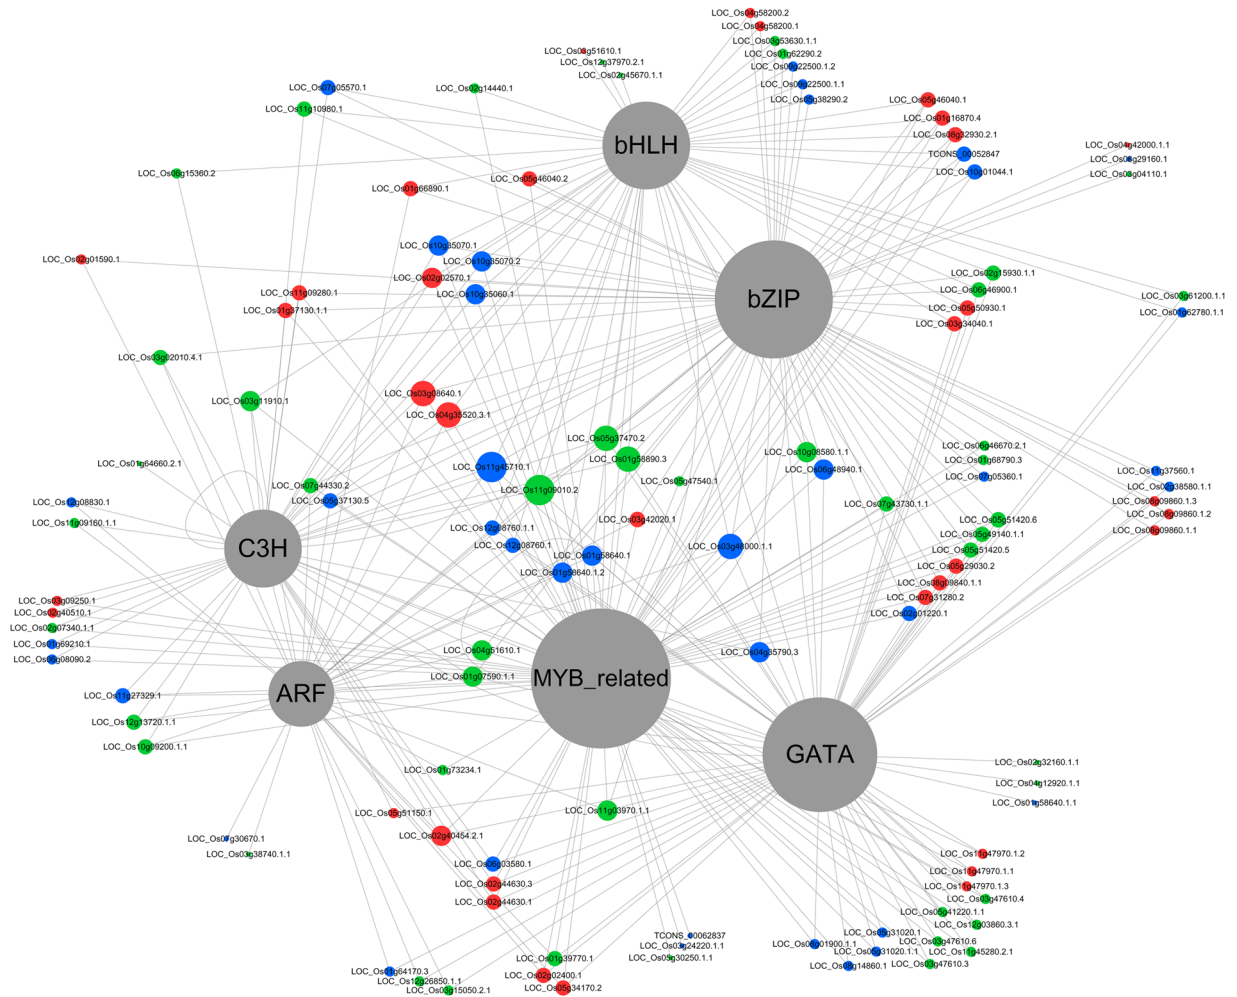 LOC_Os04g58200.2
LOC_Os04g58200.1
LOC_Os03g53630.1.1
LOC_Os03g51610.1
LOC_Os01g62290.2
LOC_Os12g37970.2.1
LOC_Os09g22500.1.2
LOC_Os02g45670.1.1
LOC_Os09g22500.1.1
LOC_Os07g05570.1
LOC_Os02g14440.1
LOC_Os05g38290.2
LOC_Os05g46040.1
LOC_Os11g10980.1
LOC_Os01g16870.4
LOC_Os08g32930.2.1
bHLH
LOC_Os04g42000.1.1
TCONS_00052847
LOC_Os08g29160.1
LOC_Os06g15360.2
LOC_Os10g01044.1
LOC_Os03g04110.1
LOC_Os05g46040.2
LOC_Os01g66890.1
LOC_Os10g35070.1
LOC_Os02g01590.1
LOC_Os10g35070.2
LOC_Os02g15930.1.1
LOC_Os02g02570.1
LOC_Os06g46900.1
LOC_Os11g09280.1
LOC_Os10g35060.1
LOC_Os03g61200.1.1
bZIP
LOC_Os05g50930.1
LOC_Os01g37130.1.1
LOC_Os01g62780.1.1
LOC_Os03g34040.1
LOC_Os03g02010.4.1
LOC_Os03g08640.1
LOC_Os03g11910.1
LOC_Os04g35520.3.1
LOC_Os05g37470.2
LOC_Os06g46670.2.1
LOC_Os10g08580.1.1
LOC_Os01g58890.3
LOC_Os01g68790.3
LOC_Os01g64660.2.1
LOC_Os11g45710.1
LOC_Os06g48940.1
LOC_Os11g37560.1
LOC_Os07g05360.1
LOC_Os05g47540.1
LOC_Os07g44330.2
LOC_Os02g38580.1.1
LOC_Os11g09010.2
LOC_Os12g08830.1
LOC_Os05g37130.5
LOC_Os08g09860.1.3
LOC_Os07g43730.1.1
LOC_Os08g09860.1.2
LOC_Os03g42020.1
LOC_Os05g51420.6
LOC_Os11g09160.1.1
LOC_Os12g08760.1.1
LOC_Os08g09860.1.1
LOC_Os05g49140.1.1
C3H
LOC_Os12g08760.1
LOC_Os03g48000.1.1
LOC_Os05g51420.5
LOC_Os01g58640.1
LOC_Os05g29030.2
LOC_Os01g58640.1.2
LOC_Os08g09840.1.1
LOC_Os07g31280.2
LOC_Os03g09250.1
LOC_Os02g40510.1
LOC_Os02g01220.1
LOC_Os02g07340.1.1
LOC_Os01g69210.1
LOC_Os04g51610.1
LOC_Os04g35790.3
LOC_Os06g08090.2
LOC_Os01g07590.1.1
MYB_related
ARF
LOC_Os11g27329.1
LOC_Os12g13720.1.1
LOC_Os10g09200.1.1
GATA
LOC_Os02g32160.1.1
LOC_Os01g73234.1
LOC_Os04g12920.1.1
LOC_Os01g58640.1.1
LOC_Os11g03970.1.1
LOC_Os05g51150.1
LOC_Os02g40454.2.1
LOC_Os07g30670.1
LOC_Os03g38740.1.1
LOC_Os11g47970.1.2
LOC_Os06g03580.1
LOC_Os11g47970.1.1
LOC_Os02g44630.3
LOC_Os11g47970.1.3
LOC_Os03g47610.4
LOC_Os02g44630.1
LOC_Os05g41220.1.1
LOC_Os12g03860.3.1
LOC_Os05g31020.1
TCONS_00062837
LOC_Os03g47610.6
LOC_Os08g01900.1.1
LOC_Os03g24220.1.1
LOC_Os05g31020.1.1
LOC_Os11g45280.2.1
LOC_Os05g30250.1.1
LOC_Os01g39770.1
LOC_Os08g14860.1
LOC_Os03g47610.3
LOC_Os01g64170.3
LOC_Os02g02400.1
LOC_Os12g26850.1.1
LOC_Os03g15050.2.1
LOC_Os05g34170.2